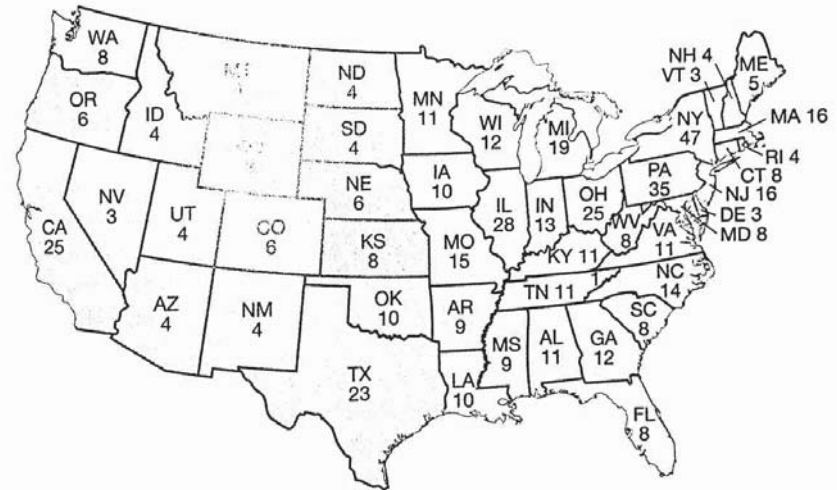 WA
8
OR
6
CA
25
ID
4
NV
3
UT
4
AZ
4
CO
6
NM
4
ND
4
SD
4
NE
6
KS
8
OK
10
TX
23
MN
11
IA
10
MO
15
AR
9
LA
10
WI
12
IL
28
MI
19
IN
13
OH
25
KY 11
TN 11
1
MS
9
AL
11
GA
12
FL
8
SC
8
NC
14
VA
11
WV
8
PA
35
NY
47
NH 4
VT 3
ME
5
MA 16
RI 4
CT 8
NJ 16
DE 3
MD 8